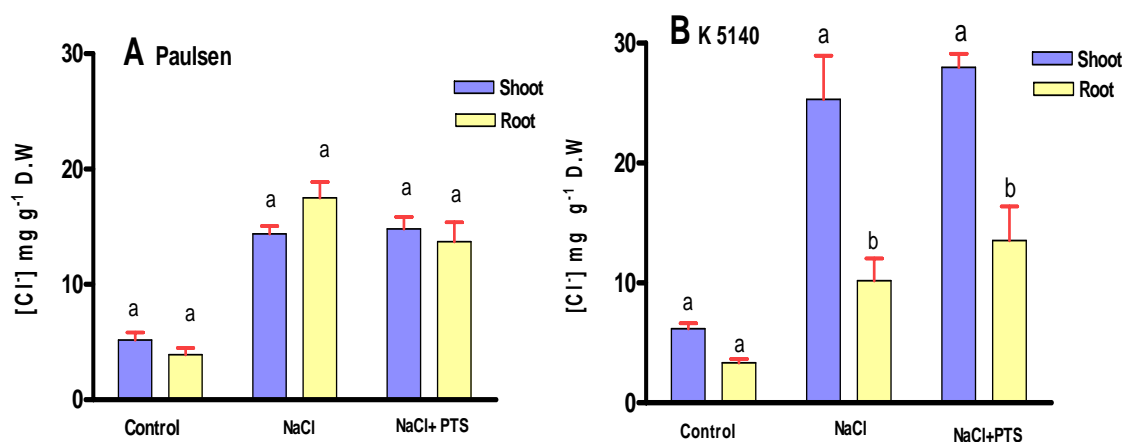 A Paulsen
30
20
10
0
[Cl-] mg g-1 D.W
Shoot
Root
a
a
a
a
a
a
Control
NaCl
NaCl+ PTS
B K 5140
30
20
10
0
[Cl-] mg g-1 D.W
Shoot
Root
a
a
a
b
a
b
Control
NaCl
NaCl+PTS